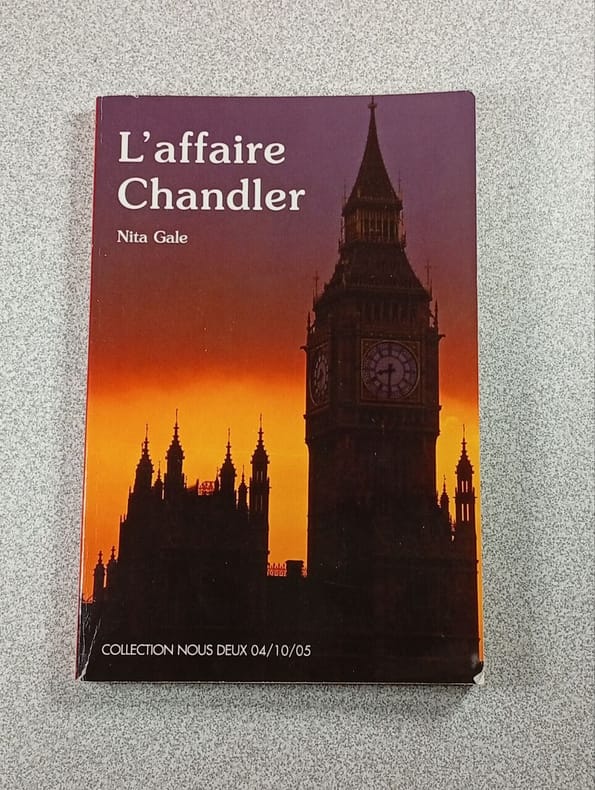 L'affaire
Chandler
Nita Gale
COLLECTION NOUS DEUX 04/10/05